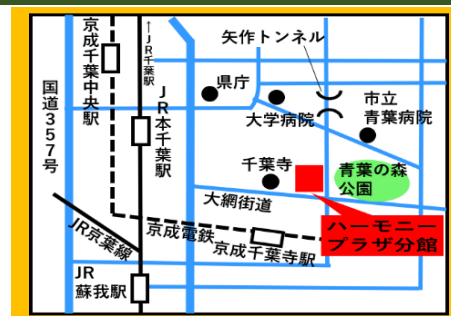 京成千葉中央駅
↑JR千葉駅
国道357号
JR本千葉駅
矢作トンネル
県庁
大学病院
市立
青葉病院
千葉寺
青葉の森
公園
大網街道
ハーモニー
プラザ分館
京成電鉄
京成千葉寺駅
JR京葉線
JR
蘇我駅